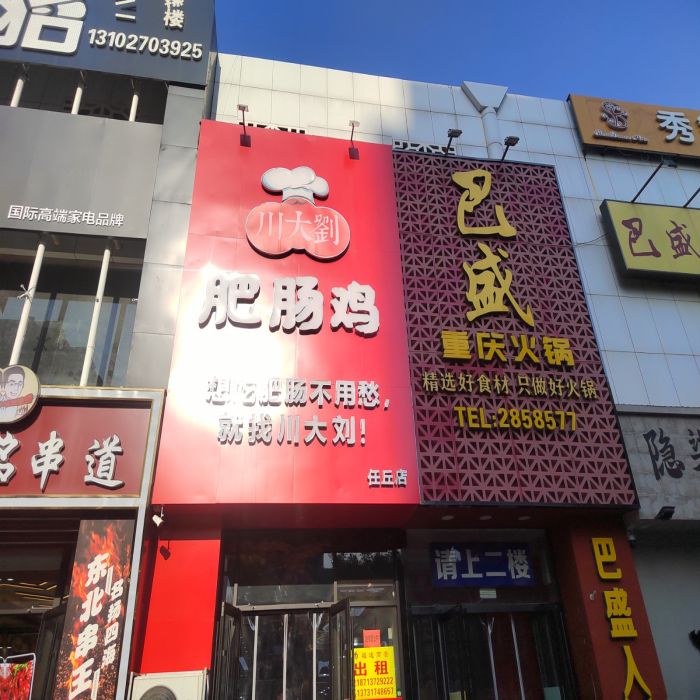 13102703925
国际高端家电品牌
串道
东北串王
川大劉
肥肠鸡
想吃肥肠不用愁，
就找川大刘！
任丘店
巴盛
重庆火锅
精选好食材 只做好火锅
TEL:2858577
请上二楼
巴盛人
出租
18713729222
13731748657
秀
巴盛
隐